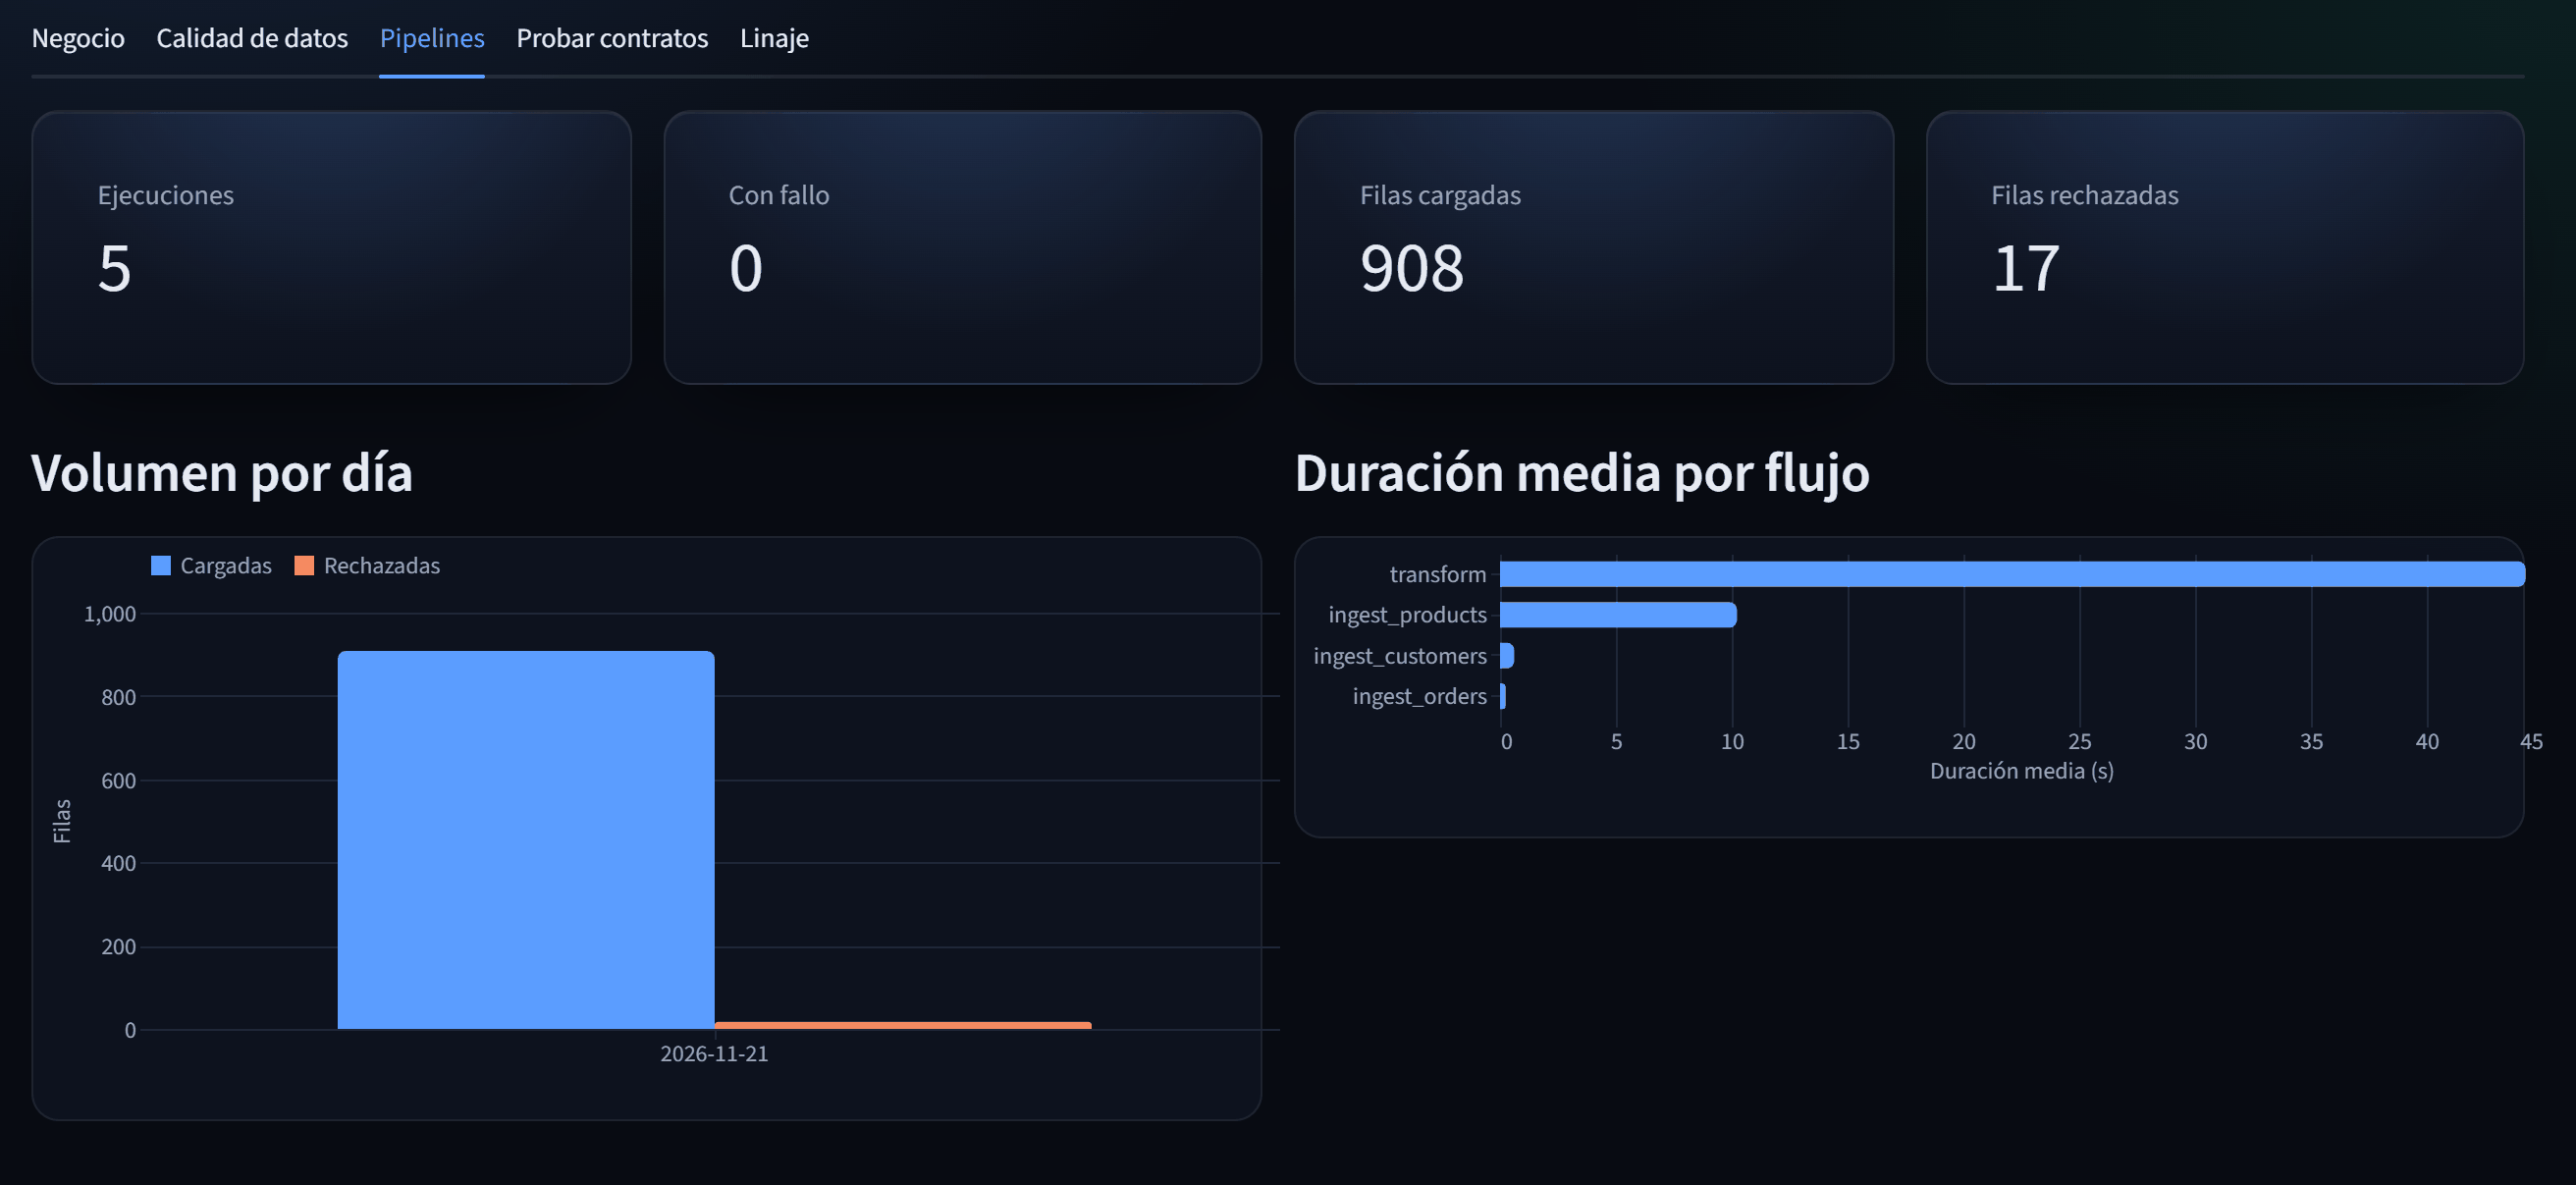 Negocio Calidad de datos Pipelines Probar contratos Linaje
Ejecuciones
5
Con fallo
0
Filas cargadas
908
Filas rechazadas
17
Volumen por día
Cargadas Rechazadas
1,000
800
600
400
200
0
Filas
2026-11-21
Duración media por flujo
transform
ingest_products
ingest_customers
ingest_orders
0 5 10 15 20 25 30 35 40 45
Duración media (s)